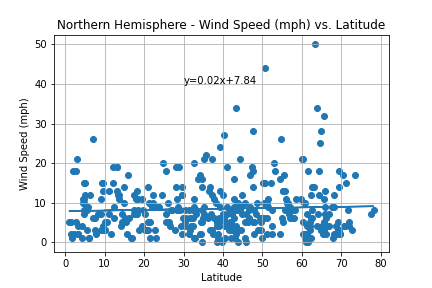 Northern Hemisphere - Wind Speed (mph) vs. Latitude
50
40
30
20
10
0
y=0.02x+7.84
Wind Speed (mph)
0 10 20 30 40 50 60 70 80
Latitude